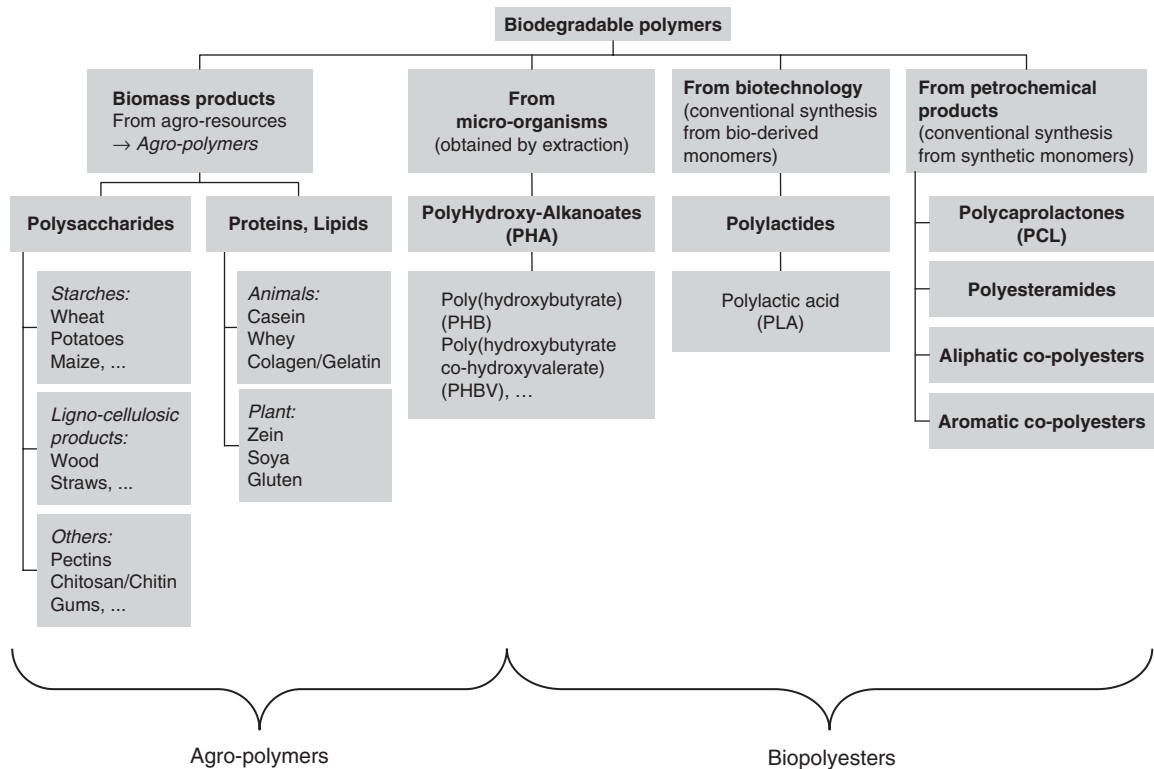 Biodegradable polymers
Biomass products
From agro-resources
→ Agro-polymers
From
micro-organisms
(obtained by extraction)
From biotechnology
(conventional synthesis
from bio-derived
monomers)
From petrochemical
products
(conventional synthesis
from synthetic monomers)
Polysaccharides
Proteins, Lipids
PolyHydroxy-Alkanoates
(PHA)
Polylactides
Polycaprolactones
(PCL)
Starches:
Wheat
Potatoes
Maize, ...
Ligno-cellulosic
products:
Wood
Straws, ...
Others:
Pectins
Chitosan/Chitin
Gums, ...
Animals:
Casein
Whey
Colagen/Gelatin
Plant:
Zein
Soya
Gluten
Poly(hydroxybutyrate)
(PHB)
Poly(hydroxybutyrate
co-hydroxyvalerate)
(PHBV), …
Polylactic acid
(PLA)
Polyesteramides
Aliphatic co-polyesters
Aromatic co-polyesters
Agro-polymers
Biopolyesters